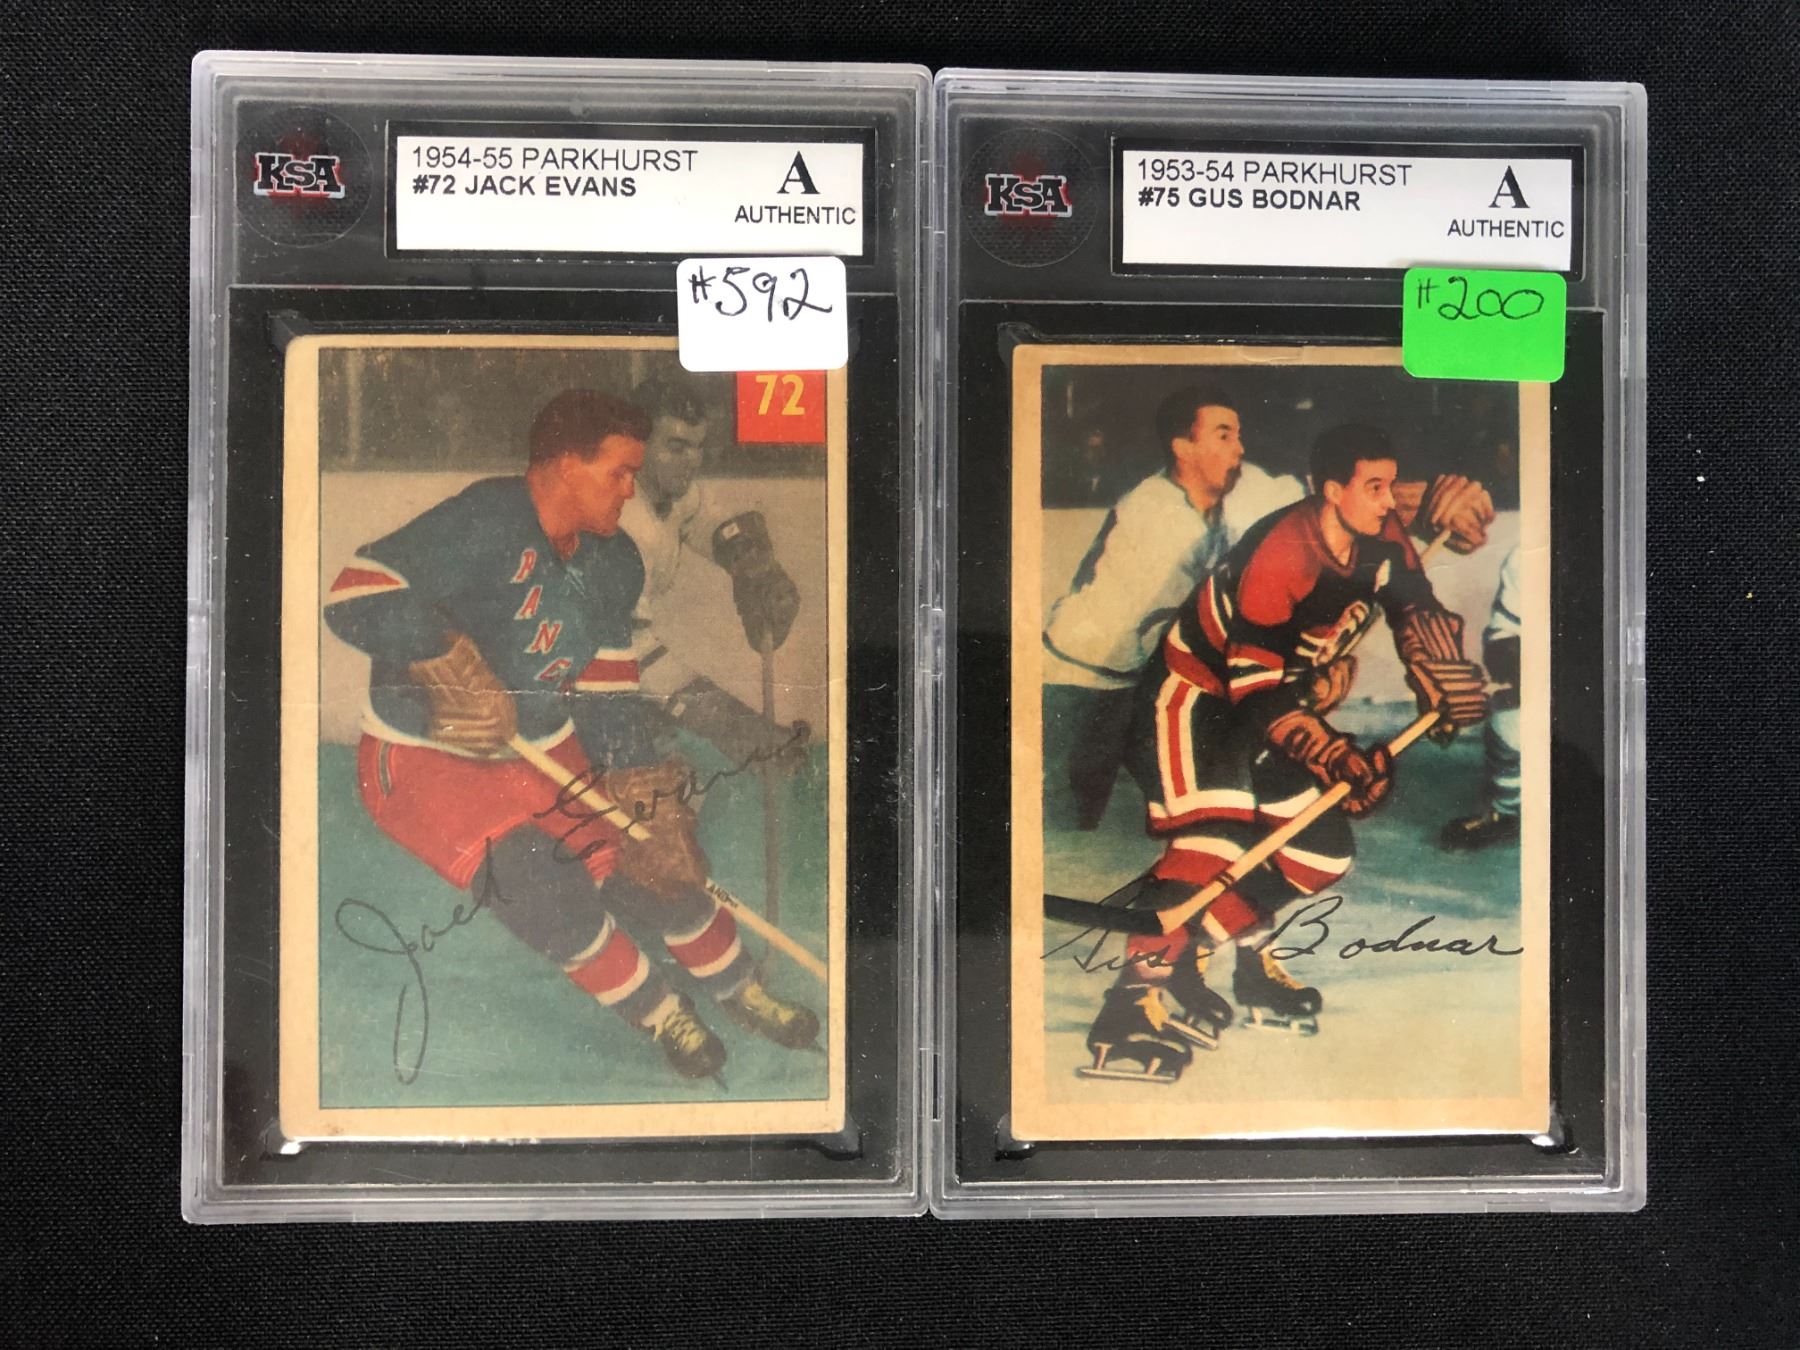 KSA
1954-55 PARKHURST
#72 JACK EVANS
A
AUTHENTIC
#592
72
RANGE
Jack Evans
KSA
1953-54 PARKHURST
#75 GUS BODNAR
A
AUTHENTIC
#200
Gus Bodnar